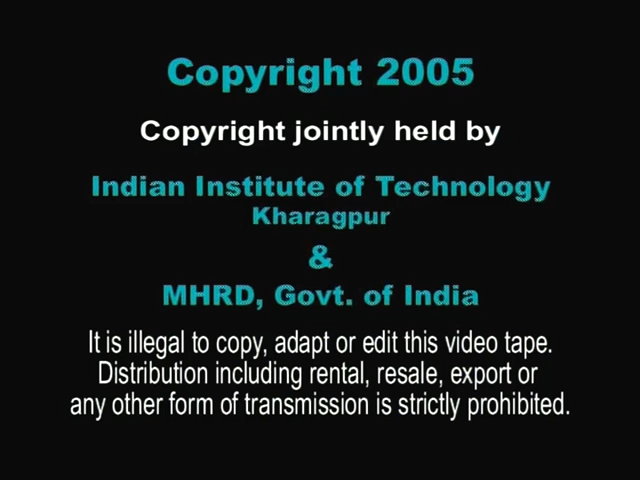 Copyright 2005
Copyright jointly held by
Indian Institute of Technology
Kharagpur
&
MHRD, Govt. of India
It is illegal to copy, adapt or edit this video tape.
Distribution including rental, resale, export or
any other form of transmission is strictly prohibited.